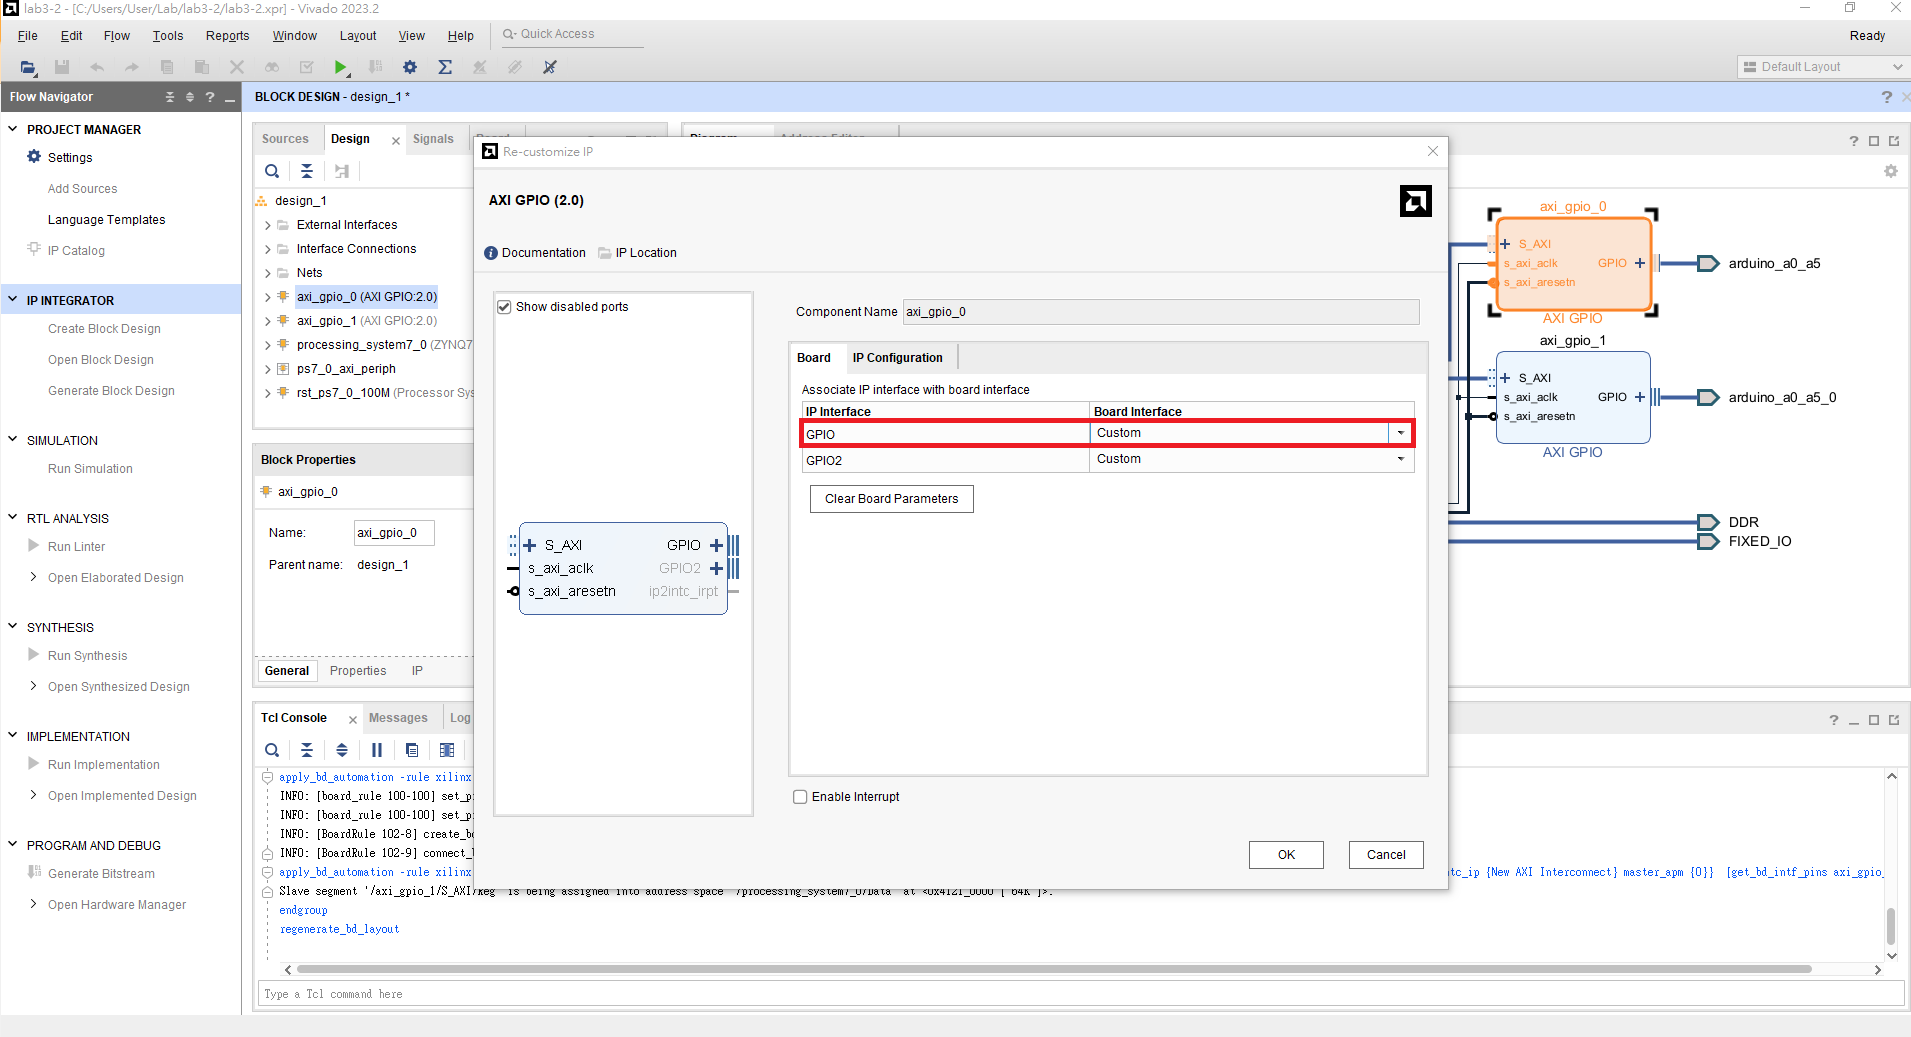 lab3-2 - [C:/Users/User/Lab/lab3-2/lab3-2.xpr] - Vivado 2023.2
File Edit Flow Tools Reports Window Layout View Help Quick Access
Ready
Default Layout
Flow Navigator
PROJECT MANAGER
Settings
Add Sources
Language Templates
IP Catalog
IP INTEGRATOR
Create Block Design
Open Block Design
Generate Block Design
SIMULATION
Run Simulation
RTL ANALYSIS
Run Linter
Open Elaborated Design
SYNTHESIS
Run Synthesis
Open Synthesized Design
IMPLEMENTATION
Run Implementation
Open Implemented Design
PROGRAM AND DEBUG
Generate Bitstream
Open Hardware Manager
BLOCK DESIGN - design_1 *
Sources Design Signals
design_1
External Interfaces
Interface Connections
Nets
axi_gpio_0 (AXI GPIO:2.0)
axi_gpio_1 (AXI GPIO:2.0)
processing_system7_0 (ZYNQ7
ps7_0_axi_periph
rst_ps7_0_100M (Processor Sys
Block Properties
axi_gpio_0
Name: axi_gpio_0
Parent name: design_1
General Properties IP
Re-customize IP
AXI GPIO (2.0)
Documentation IP Location
Show disabled ports
S_AXI
s_axi_aclk
s_axi_aresetn
GPIO
GPIO2
ip2intc_irpt
Component Name axi_gpio_0
Board IP Configuration
Associate IP interface with board interface
IP Interface Board Interface
GPIO Custom
GPIO2 Custom
Clear Board Parameters
Enable Interrupt
OK Cancel
axi_gpio_0
S_AXI
s_axi_aclk
s_axi_aresetn
GPIO
AXI GPIO
arduino_a0_a5
axi_gpio_1
S_AXI
s_axi_aclk
s_axi_aresetn
GPIO
AXI GPIO
arduino_a0_a5_0
DDR
FIXED_IO
Tcl Console Messages Log
apply_bd_automation -rule xilinx
INFO: [board_rule 100-100] set_p
INFO: [board_rule 100-100] set_p
INFO: [BoardRule 102-8] create_bo
INFO: [BoardRule 102-9] connect_b
apply_bd_automation -rule xilinx tc_ip {New AXI Interconnect} master_apm {0}} [get_bd_intf_pins axi_gpio_
Slave segment '/axi_gpio_1/S_AXI/Reg' is being assigned into address space '/processing_system7_0/Data' at <0x4121_0000 [ 64K ]>.
endgroup
regenerate_bd_layout
Type a Tcl command here